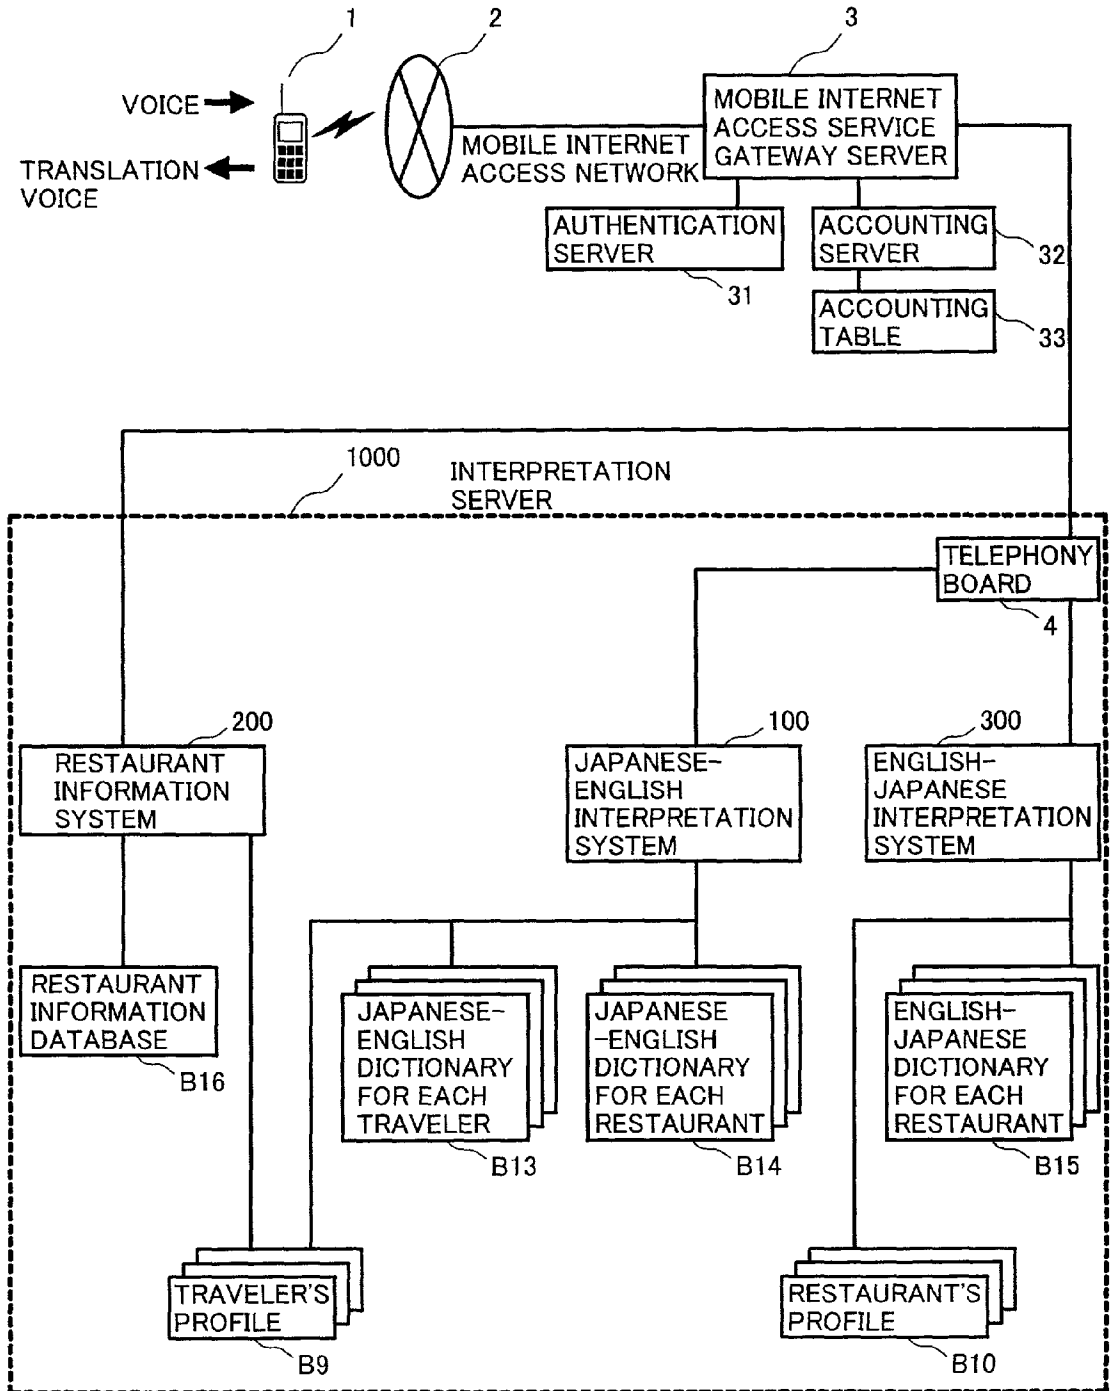 1
2
3
VOICE
TRANSLATION
VOICE
MOBILE INTERNET
ACCESS NETWORK
MOBILE INTERNET
ACCESS SERVICE
GATEWAY SERVER
AUTHENTICATION
SERVER
31
ACCOUNTING
SERVER
32
ACCOUNTING
TABLE
33
1000
INTERPRETATION
SERVER
TELEPHONY
BOARD
4
200
RESTAURANT
INFORMATION
SYSTEM
100
JAPANESE-
ENGLISH
INTERPRETATION
SYSTEM
300
ENGLISH-
JAPANESE
INTERPRETATION
SYSTEM
RESTAURANT
INFORMATION
DATABASE
B16
JAPANESE-
ENGLISH
DICTIONARY
FOR EACH
TRAVELER
B13
JAPANESE
-ENGLISH
DICTIONARY
FOR EACH
RESTAURANT
B14
ENGLISH-
JAPANESE
DICTIONARY
FOR EACH
RESTAURANT
B15
TRAVELER'S
PROFILE
B9
RESTAURANT'S
PROFILE
B10